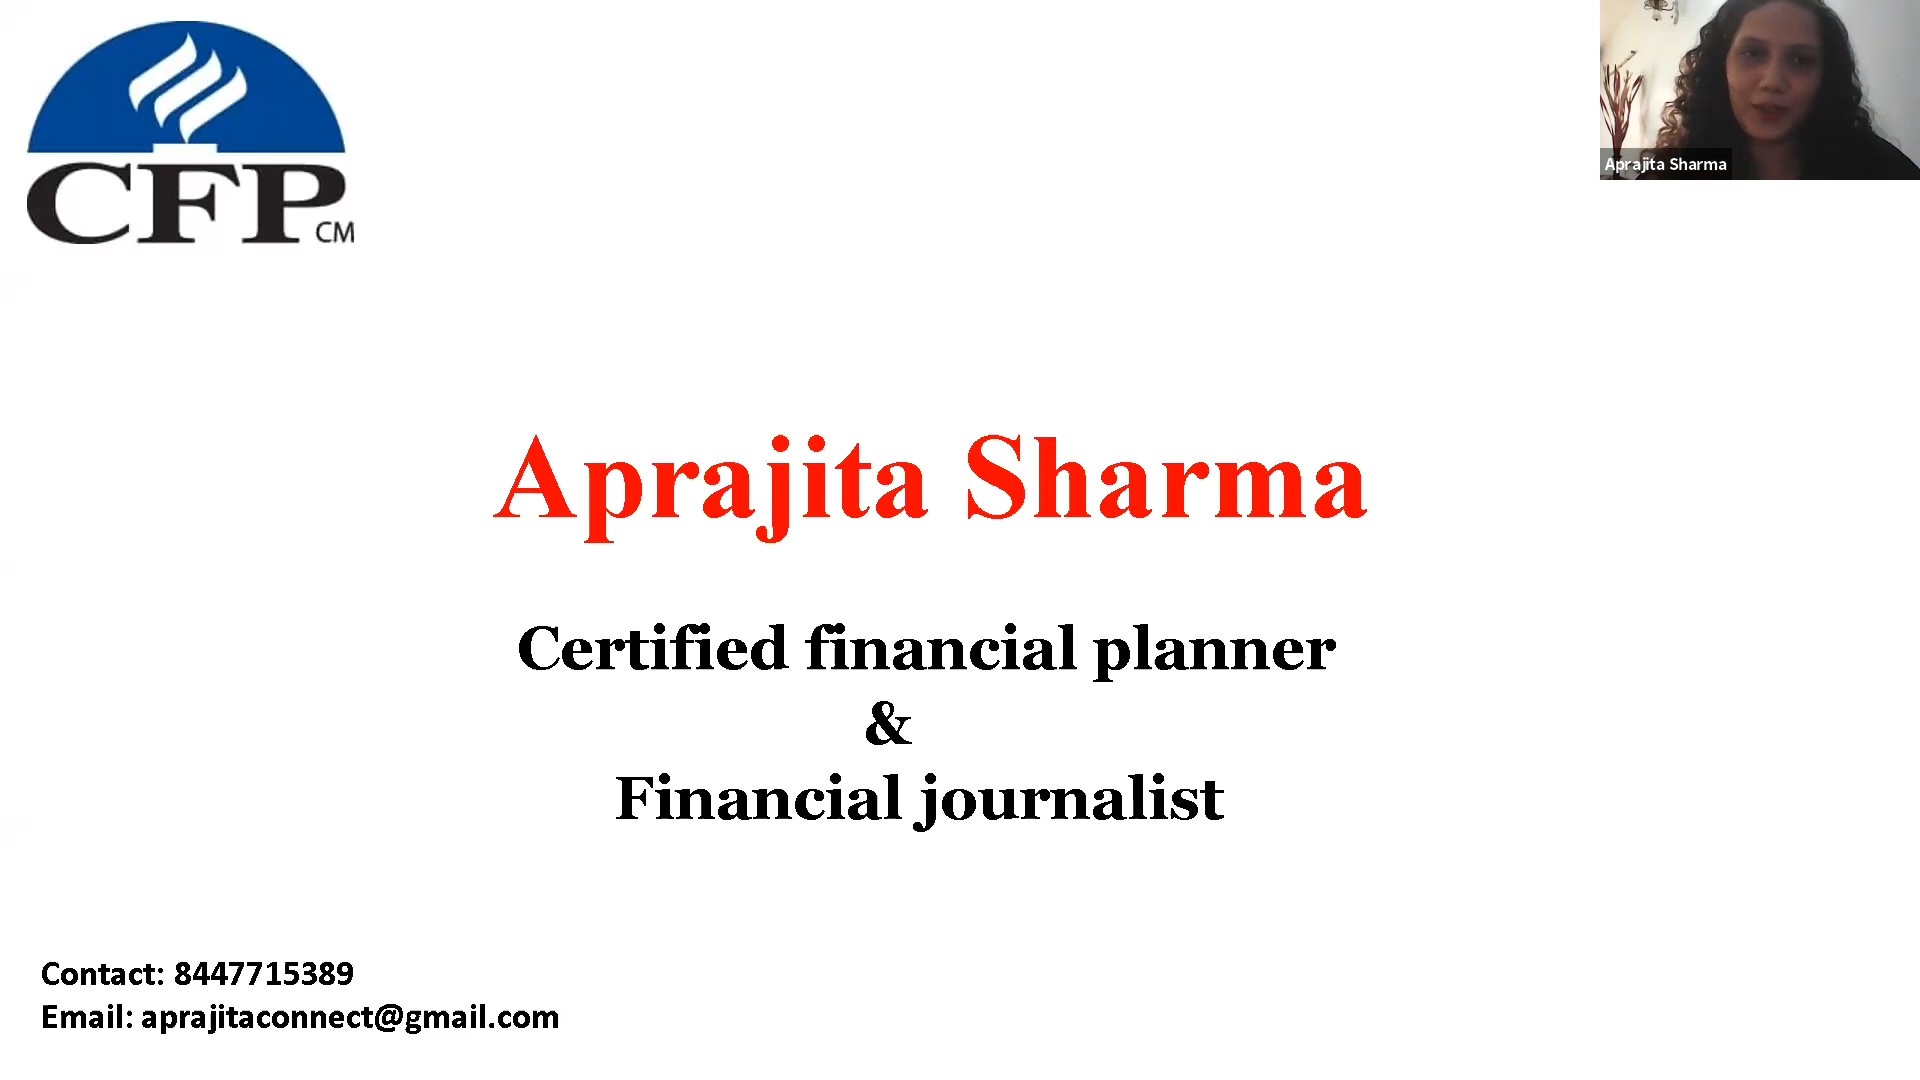 CFP CM
Aprajita Sharma
Aprajita Sharma
Certified financial planner
&
Financial journalist
Contact: 8447715389
Email: aprajitaconnect@gmail.com